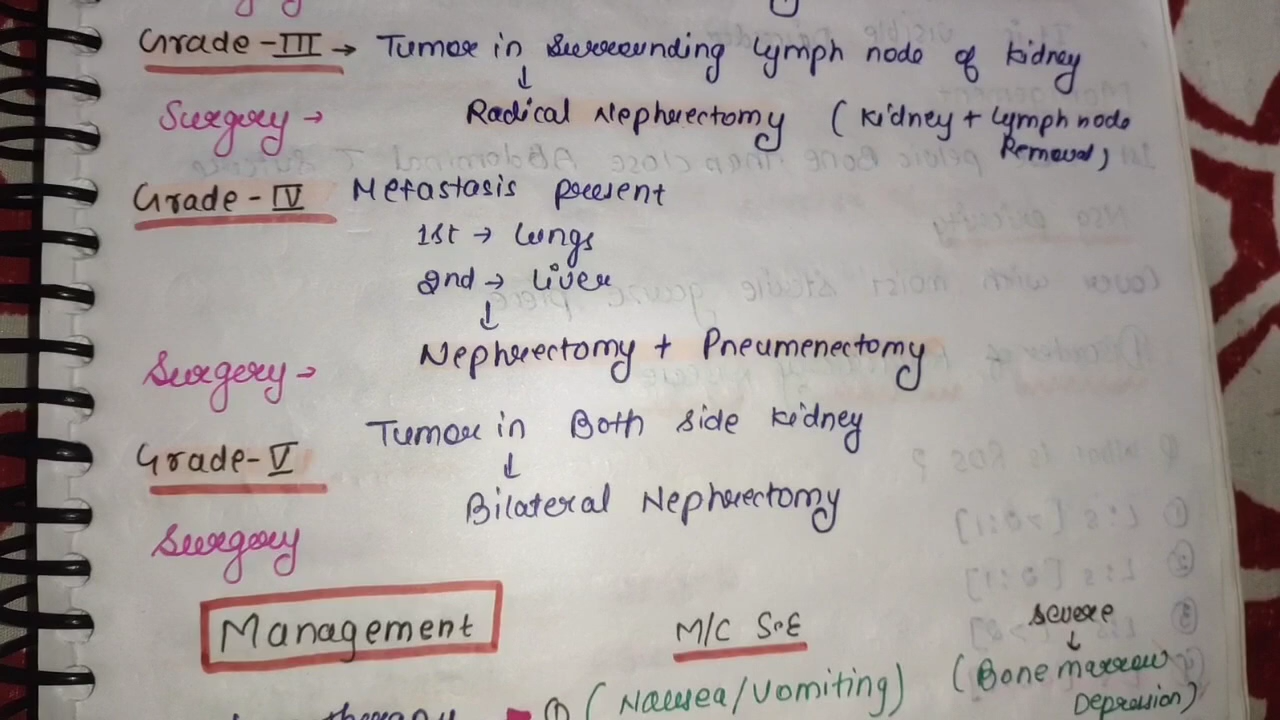 Grade-III → Tumor in surrounding lymph node of kidney
↓
Surgery → Radical Nephrectomy (Kidney + lymph node
Removal)
Grade-IV Metastasis present
1st → lungs
2nd → liver
↓
Surgery → Nephrectomy + Pneumenectomy
Grade-V Tumor in Both side kidney
↓
Bilateral Nephrectomy
Surgery
Management
M/C S.E
severe
↓
① (Nausea/Vomiting) (Bone marrow
Depression)